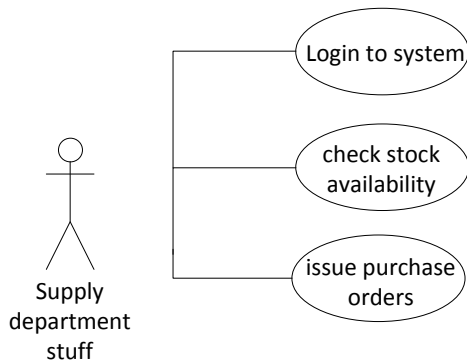 Login to system
check stock
availability
issue purchase
orders
Supply
department
stuff